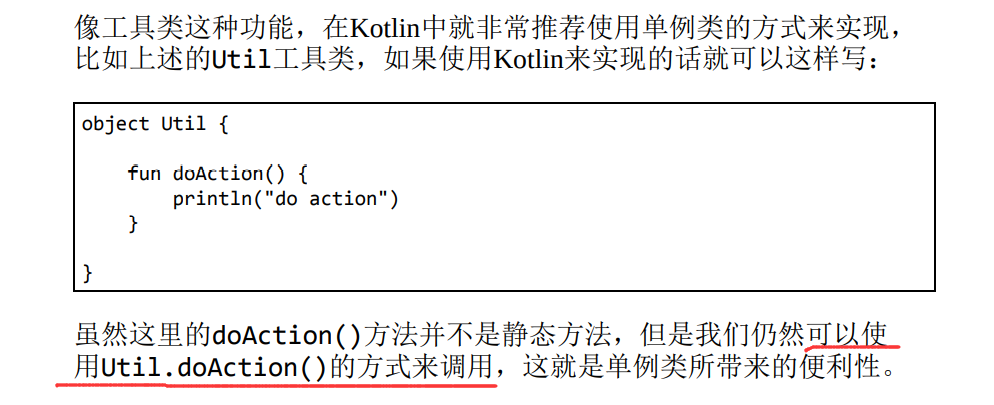 像工具类这种功能，在Kotlin中就非常推荐使用单例类的方式来实现，
比如上述的Util工具类，如果使用Kotlin来实现的话就可以这样写：
object Util {
    fun doAction() {
        println("do action")
    }
}
虽然这里的doAction()方法并不是静态方法，但是我们仍然可以使
用Util.doAction()的方式来调用，这就是单例类所带来的便利性。